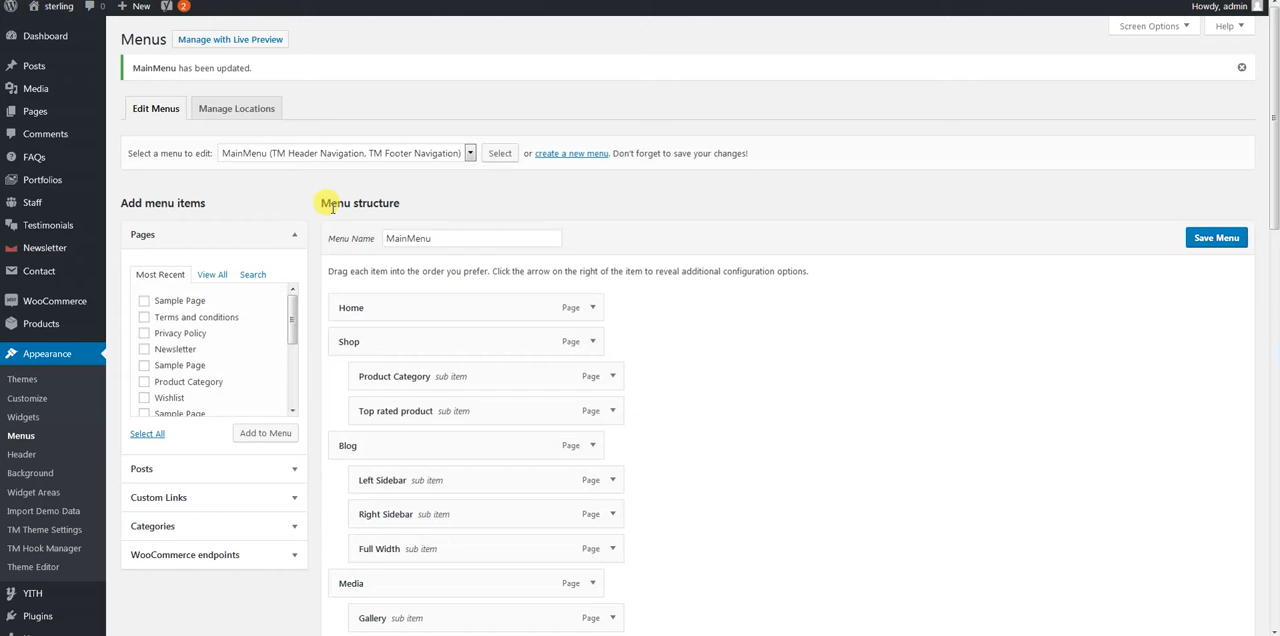 sterling 0 New 2 Howdy, admin
Screen Options Help
Dashboard
Posts
Media
Pages
Comments
FAQs
Portfolios
Staff
Testimonials
Newsletter
Contact
WooCommerce
Products
Appearance
Themes
Customize
Widgets
Menus
Header
Background
Widget Areas
Import Demo Data
TM Theme Settings
TM Hook Manager
Theme Editor
YITH
Plugins
Menus Manage with Live Preview
MainMenu has been updated.
Edit Menus Manage Locations
Select a menu to edit: MainMenu (TM Header Navigation, TM Footer Navigation) Select or create a new menu. Don't forget to save your changes!
Add menu items
Pages
Most Recent View All Search
Sample Page
Terms and conditions
Privacy Policy
Newsletter
Sample Page
Product Category
Wishlist
Sample Page
Select All Add to Menu
Posts
Custom Links
Categories
WooCommerce endpoints
Menu structure
Menu Name MainMenu Save Menu
Drag each item into the order you prefer. Click the arrow on the right of the item to reveal additional configuration options.
Home Page
Shop Page
Product Category sub item Page
Top rated product sub item Page
Blog Page
Left Sidebar sub item Page
Right Sidebar sub item Page
Full Width sub item Page
Media Page
Gallery sub item Page